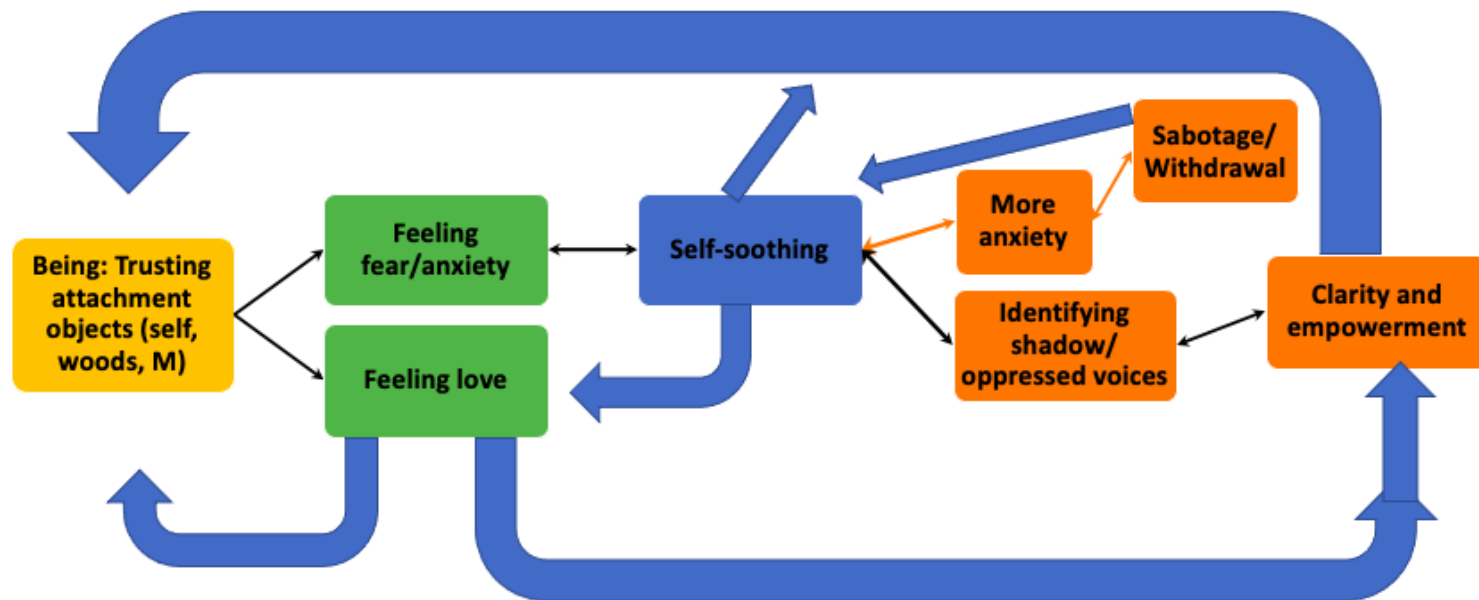 Being: Trusting
attachment
objects (self,
woods, M)
Feeling
fear/anxiety
Feeling love
Self-soothing
More
anxiety
Sabotage/
Withdrawal
Identifying
shadow/
oppressed voices
Clarity and
empowerment